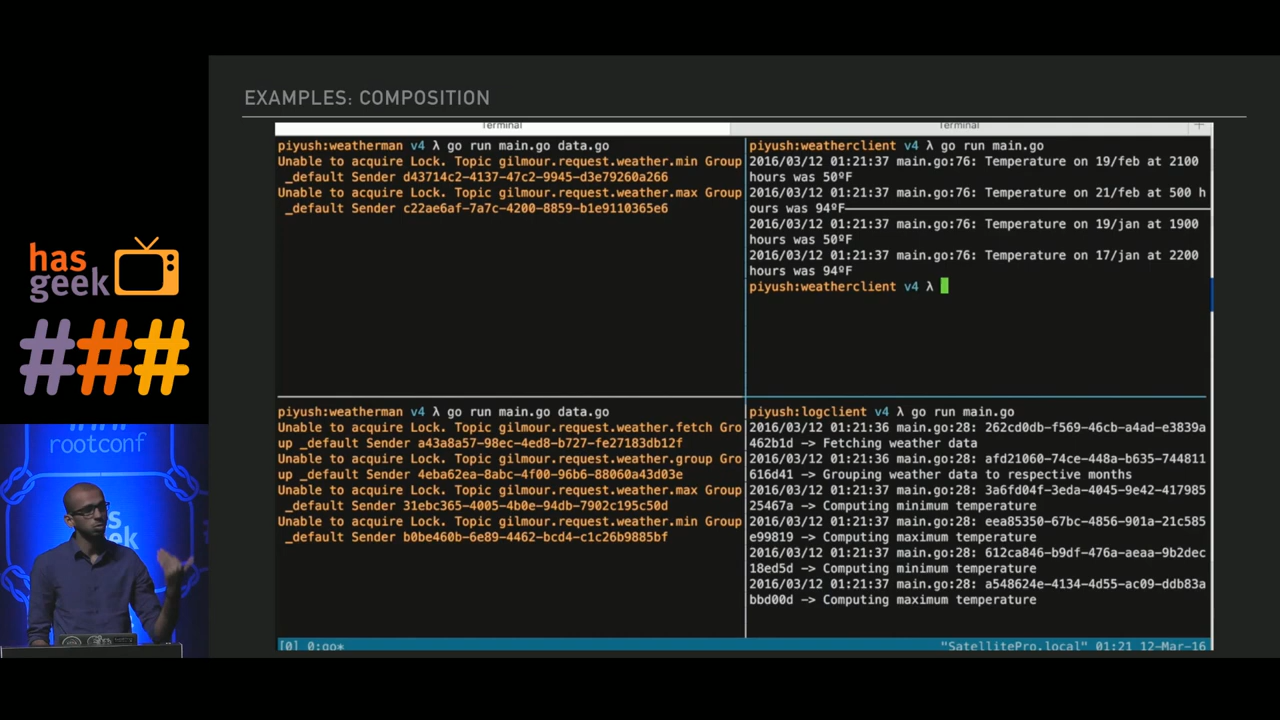 EXAMPLES: COMPOSITION
Terminal
Terminal
piyush:weatherman v4 λ go run main.go data.go
Unable to acquire Lock. Topic gilmour.request.weather.min Group
_default Sender d43714c2-4137-47c2-9945-d3e79260a266
Unable to acquire Lock. Topic gilmour.request.weather.max Group
_default Sender c22ae6af-7a7c-4200-8859-b1e9110365e6
piyush:weatherclient v4 λ go run main.go
2016/03/12 01:21:37 main.go:76: Temperature on 19/feb at 2100
hours was 50ºF
2016/03/12 01:21:37 main.go:76: Temperature on 21/feb at 500 h
ours was 94ºF
2016/03/12 01:21:37 main.go:76: Temperature on 19/jan at 1900
hours was 50ºF
2016/03/12 01:21:37 main.go:76: Temperature on 17/jan at 2200
hours was 94ºF
piyush:weatherclient v4 λ
piyush:weatherman v4 λ go run main.go data.go
Unable to acquire Lock. Topic gilmour.request.weather.fetch Gro
up _default Sender a43a8a57-98ec-4ed8-b727-fe27183db12f
Unable to acquire Lock. Topic gilmour.request.weather.group Gro
up _default Sender 4eba62ea-8abc-4f00-96b6-88060a43d03e
Unable to acquire Lock. Topic gilmour.request.weather.max Group
_default Sender 31ebc365-4005-4b0e-94db-7902c195c50d
Unable to acquire Lock. Topic gilmour.request.weather.min Group
_default Sender b0be460b-6e89-4462-bcd4-c1c26b9885bf
piyush:logclient v4 λ go run main.go
2016/03/12 01:21:36 main.go:28: 262cd0db-f569-46cb-a4ad-e3839a
462b1d -> Fetching weather data
2016/03/12 01:21:36 main.go:28: afd21060-74ce-448a-b635-744811
616d41 -> Grouping weather data to respective months
2016/03/12 01:21:37 main.go:28: 3a6fd04f-3eda-4045-9e42-417985
25467a -> Computing minimum temperature
2016/03/12 01:21:37 main.go:28: eea85350-67bc-4856-901a-21c585
e99819 -> Computing maximum temperature
2016/03/12 01:21:37 main.go:28: 612ca846-b9df-476a-aeaa-9b2dec
18ed5d -> Computing minimum temperature
2016/03/12 01:21:37 main.go:28: a548624e-4134-4d55-ac09-ddb83a
bbd00d -> Computing maximum temperature
[0] 0:go*
"SatellitePro.local" 01:21 12-Mar-16
has
geek
###
rootconf